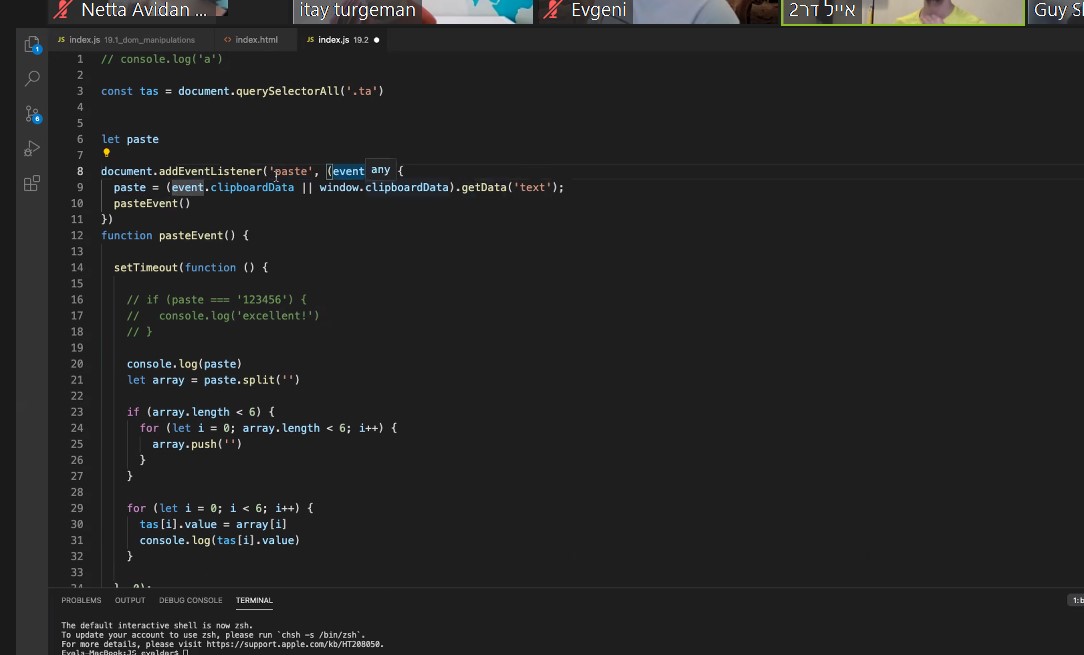 Netta Avidan ...
itay turgeman
Evgeni
אייל דר2
Guy S
JS index.js 19.1_dom_manipulations
<> index.html
JS index.js 19.2 ●
1
6
1 // console.log('a')
2
3 const tas = document.querySelectorAll('.ta')
4
5
6 let paste
7
8 document.addEventListener('paste', (event any {
9 paste = (event.clipboardData || window.clipboardData).getData('text');
10 pasteEvent()
11 })
12 function pasteEvent() {
13
14 setTimeout(function () {
15
16 // if (paste === '123456') {
17 // console.log('excellent!')
18 // }
19
20 console.log(paste)
21 let array = paste.split('')
22
23 if (array.length < 6) {
24 for (let i = 0; array.length < 6; i++) {
25 array.push('')
26 }
27 }
28
29 for (let i = 0; i < 6; i++) {
30 tas[i].value = array[i]
31 console.log(tas[i].value)
32 }
33
34 }, 0);
PROBLEMS OUTPUT DEBUG CONSOLE TERMINAL
1:b
The default interactive shell is now zsh.
To update your account to use zsh, please run `chsh -s /bin/zsh`.
For more details, please visit https://support.apple.com/kb/HT208050.